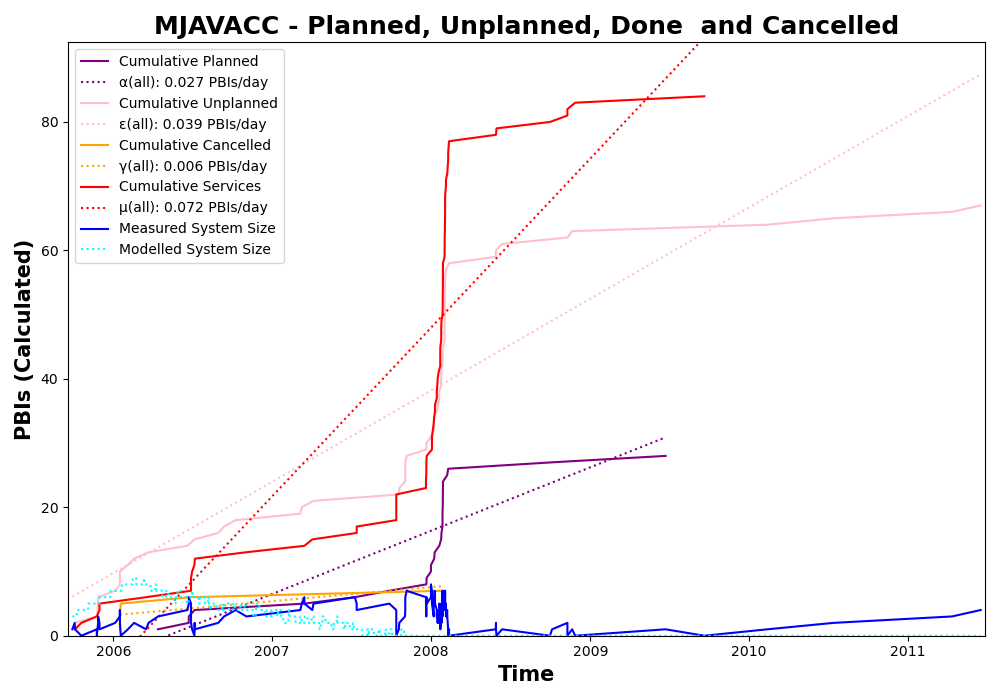 MJAVACC - Planned, Unplanned, Done  and Cancelled
Cumulative Planned
α(all): 0.027 PBIs/day
Cumulative Unplanned
ε(all): 0.039 PBIs/day
Cumulative Cancelled
γ(all): 0.006 PBIs/day
Cumulative Services
μ(all): 0.072 PBIs/day
Measured System Size
Modelled System Size
PBIs (Calculated)
80
60
40
20
0
2006 2007 2008 2009 2010 2011
Time